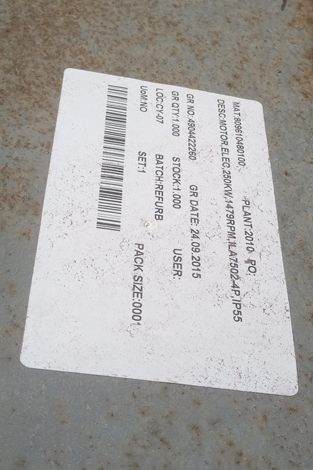 MAT:809610480100: PLANT:2010 PO:
DESC:MOTOR,ELEC,250KW,1479RPM,ILA7502-4P,IP55
GR NO: 4904422260 GR DATE: 24.09.2015
GR QTY:1.000 STOCK:1.000 USER:
LOC:CY-07 BATCH:REFURB
UoM:NO SET:1 PACK SIZE:0001